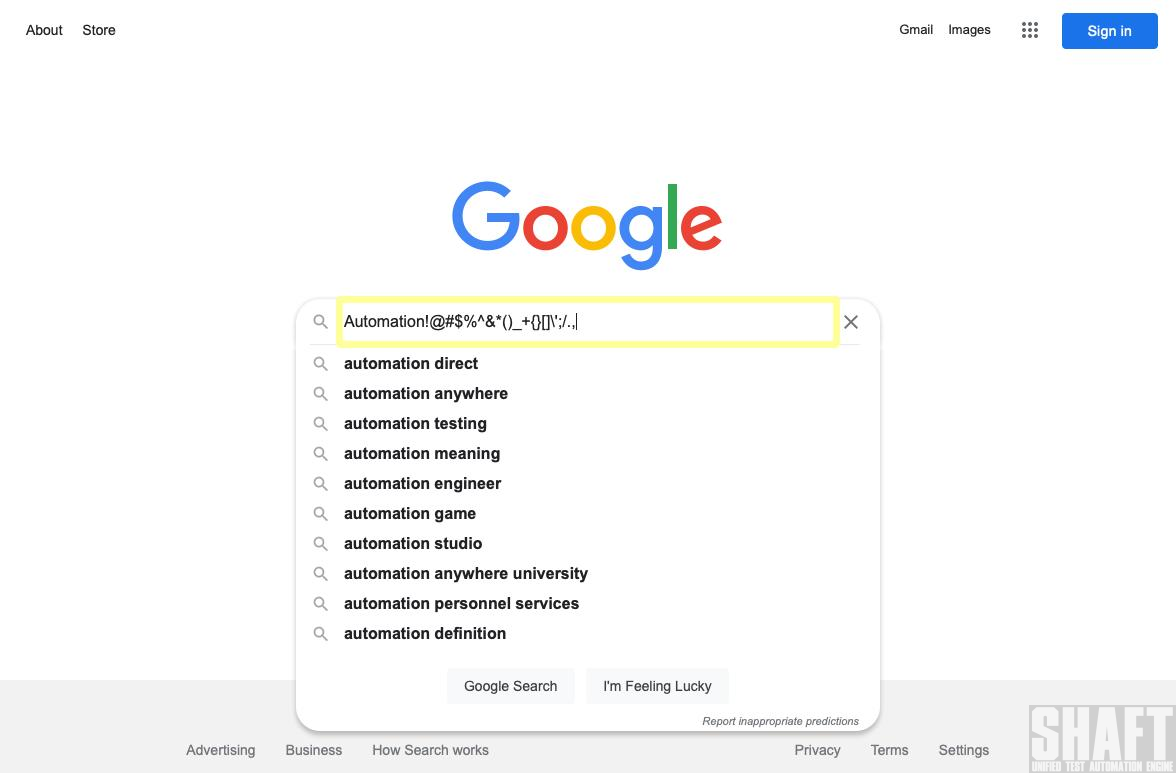 About Store Gmail Images Sign in
Google
Automation!@#$%^&*()_+{}[]\';/.,
automation direct
automation anywhere
automation testing
automation meaning
automation engineer
automation game
automation studio
automation anywhere university
automation personnel services
automation definition
Google Search I'm Feeling Lucky
Report inappropriate predictions
Advertising Business How Search works Privacy Terms Settings
SHAFT
UNIFIED TEST AUTOMATION ENGINE